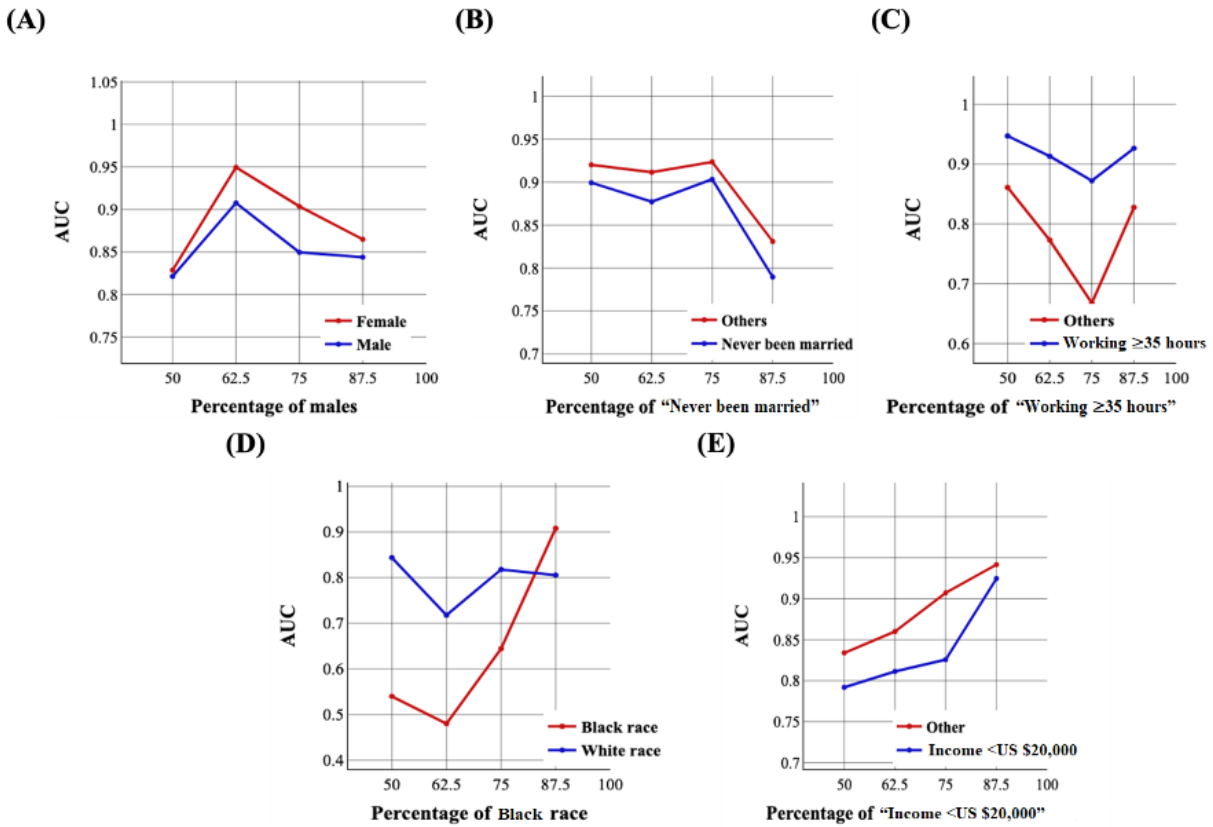 (A)
1.05
1
0.95
0.9
0.85
0.8
0.75
AUC
Female
Male
50 62.5 75 87.5 100
Percentage of males
(B)
1
0.95
0.9
0.85
0.8
0.7
AUC
Others
Never been married
50 62.5 75 87.5 100
Percentage of “Never been married”
(C)
1
0.9
0.8
0.7
0.6
AUC
Others
Working ≥35 hours
50 62.5 75 87.5 100
Percentage of “Working ≥35 hours”
(D)
1
0.9
0.8
0.7
0.6
0.5
0.4
AUC
Black race
White race
50 62.5 75 87.5 100
Percentage of Black race
(E)
1
0.95
0.9
0.85
0.8
0.75
0.7
AUC
Other
Income <US $20,000
50 62.5 75 87.5 100
Percentage of “Income <US $20,000”